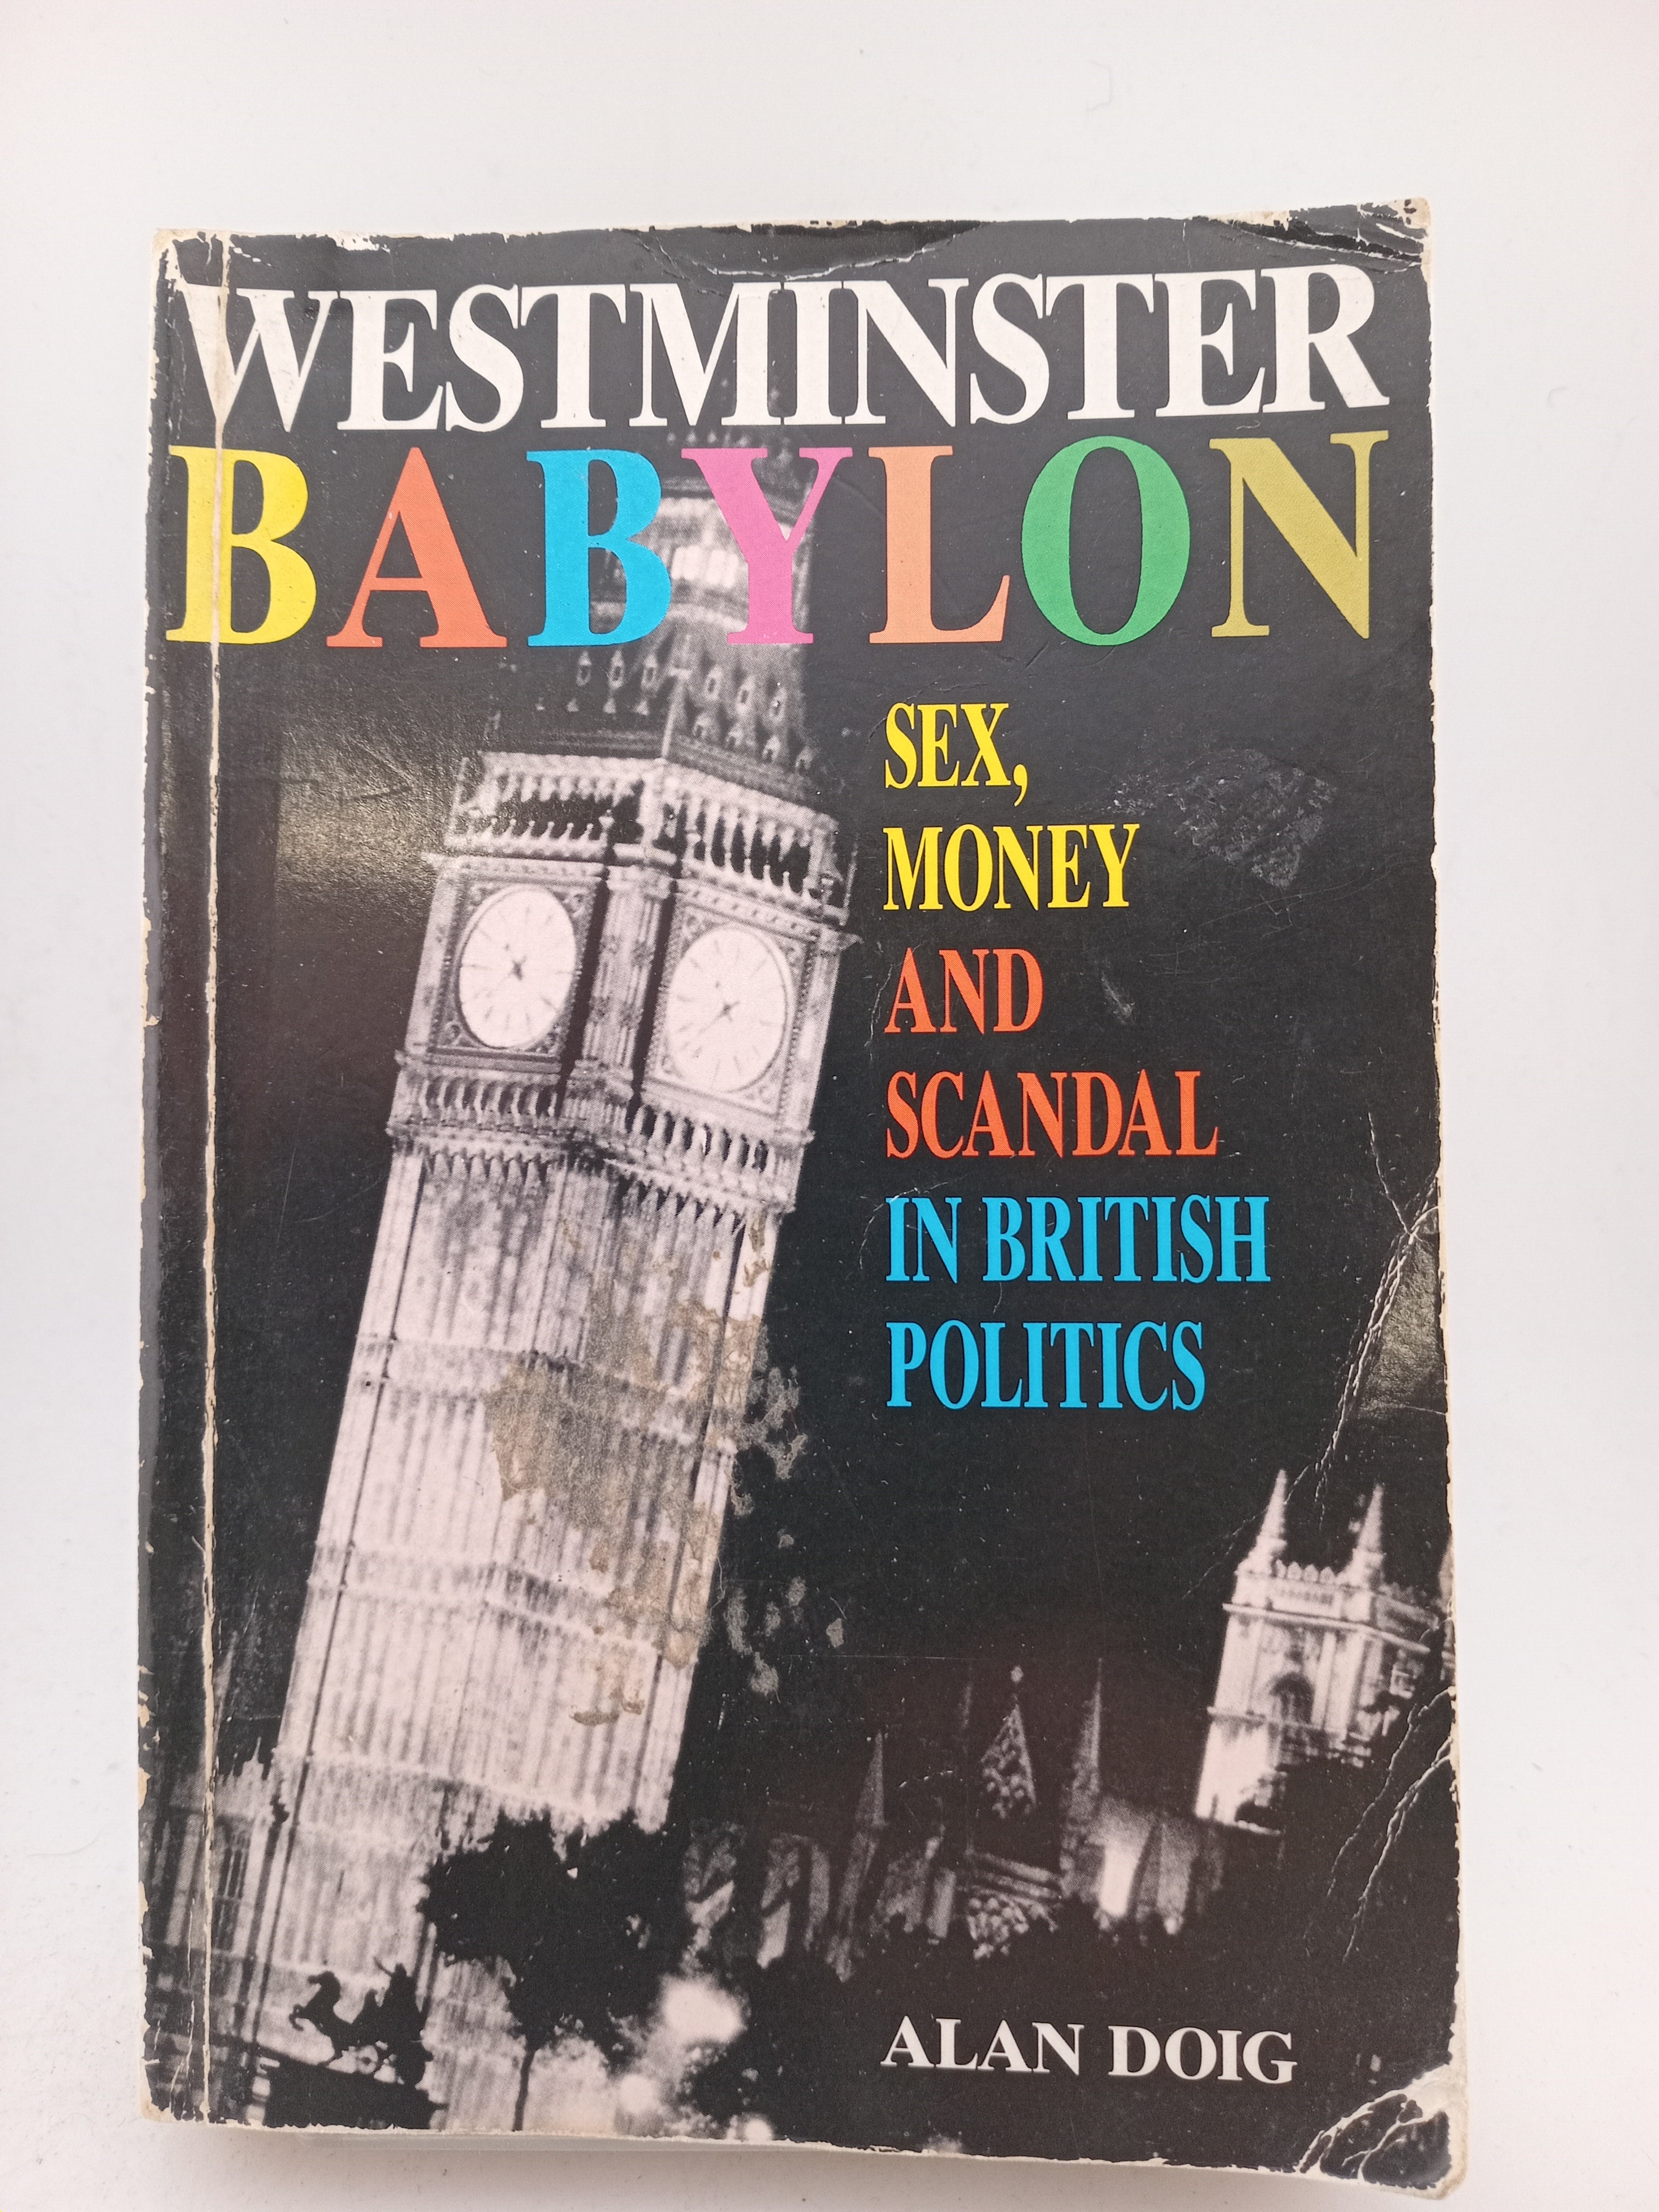 WESTMINSTER
BABYLON
SEX,
MONEY
AND
SCANDAL
IN BRITISH
POLITICS
ALAN DOIG